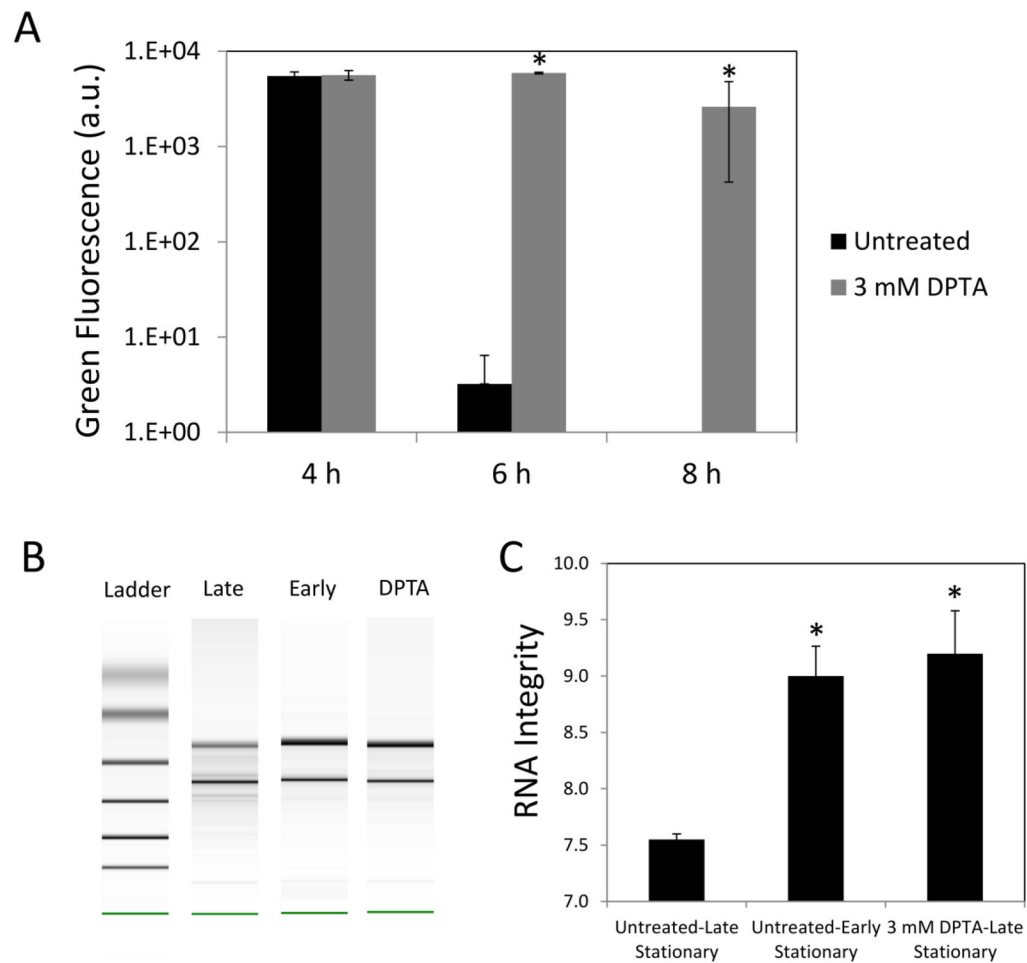 A
Green Fluorescence (a.u.)
1.E+04
1.E+03
1.E+02
1.E+01
1.E+00
*
*
4 h
6 h
8 h
Untreated
3 mM DPTA
B
Ladder
Late
Early
DPTA
C
RNA Integrity
10.0
9.5
9.0
8.5
8.0
7.5
7.0
*
*
Untreated-Late
Stationary
Untreated-Early
Stationary
3 mM DPTA-Late
Stationary